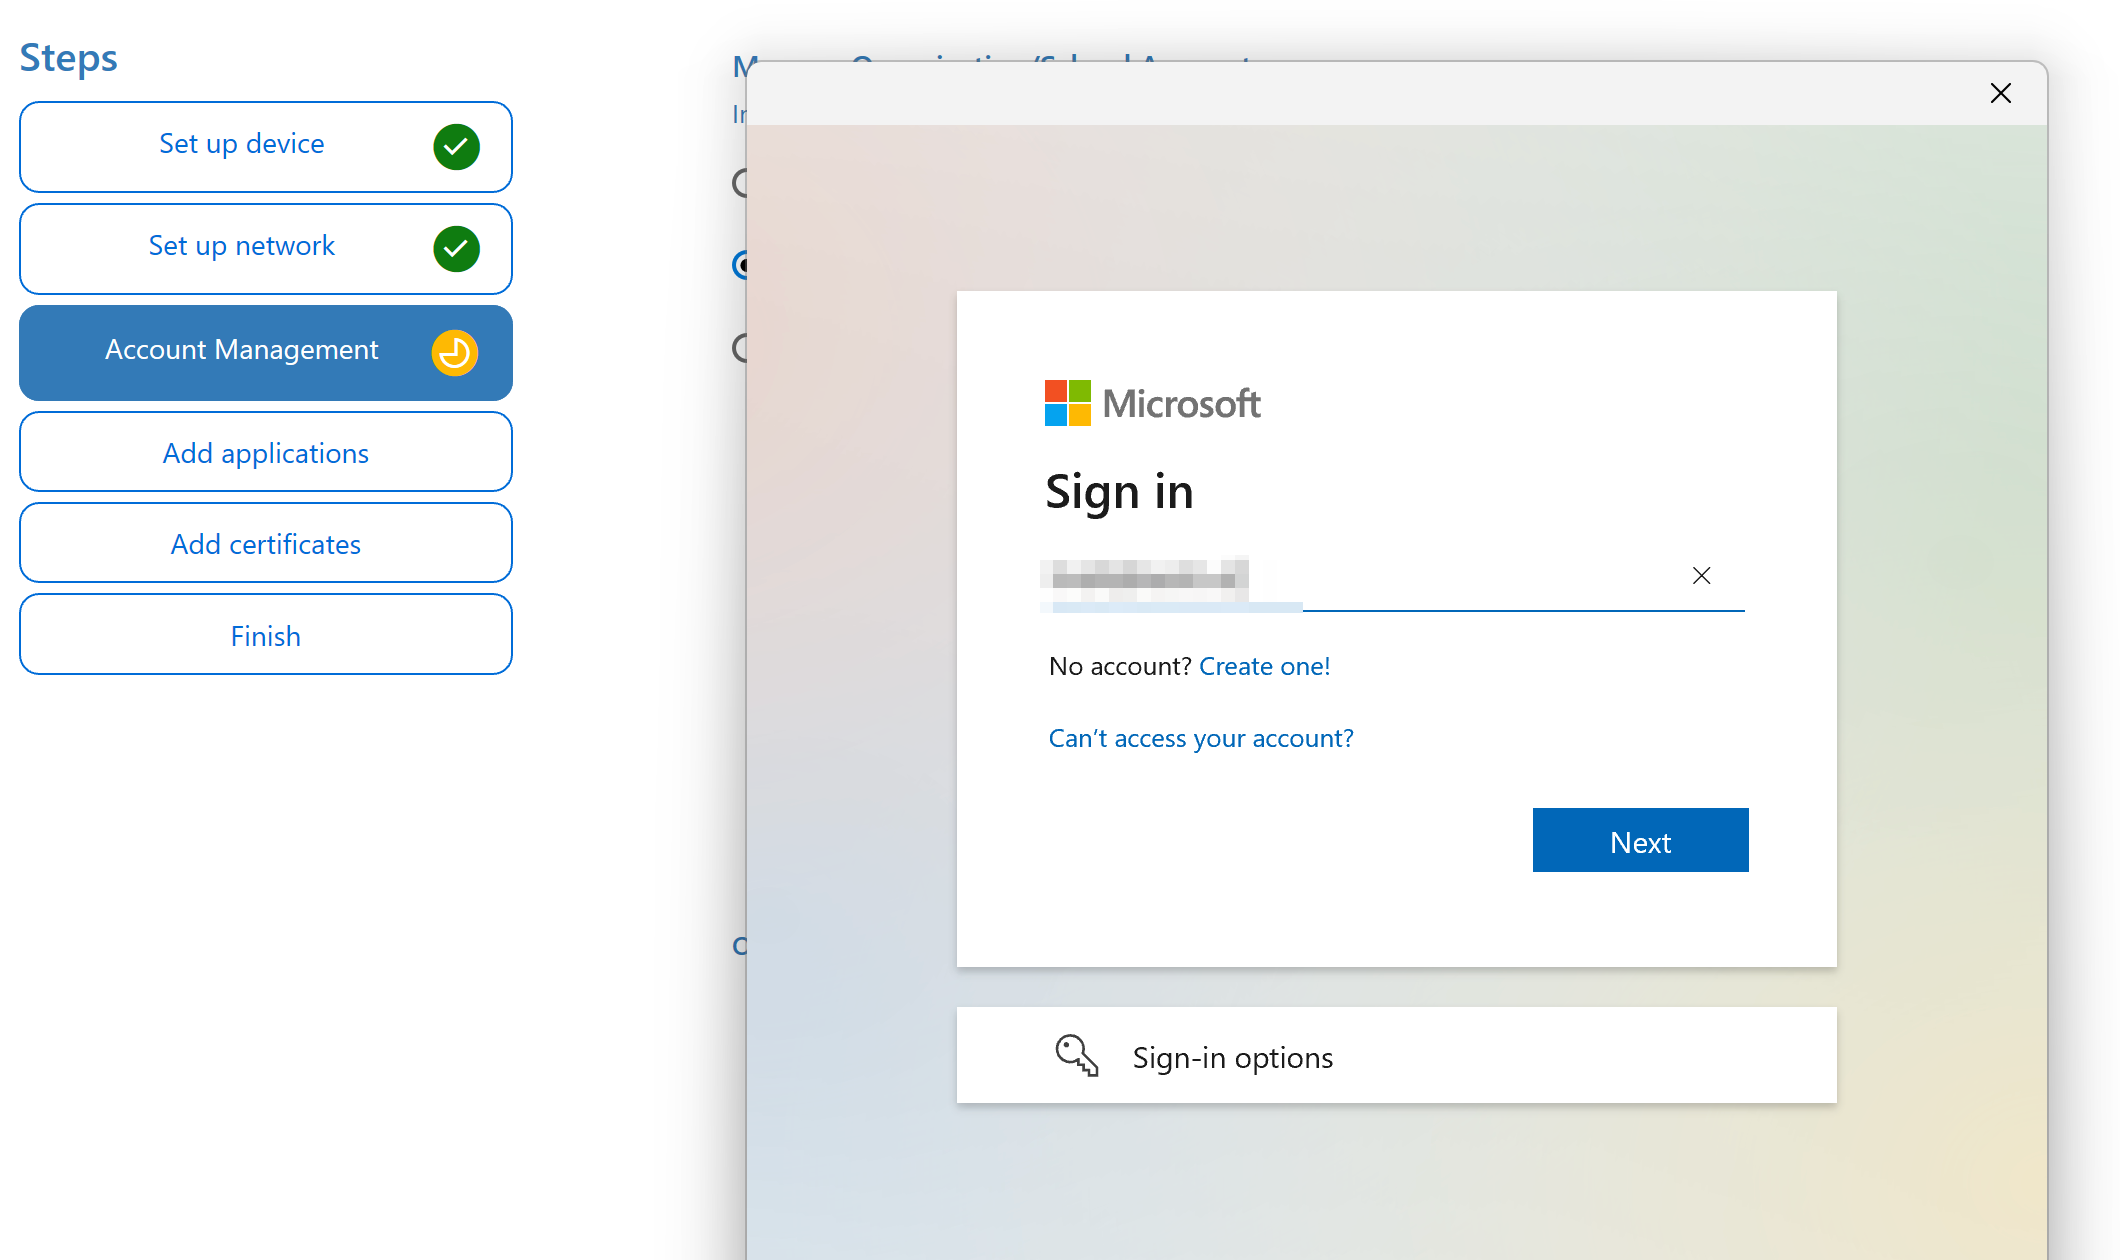 Steps
Set up device
Set up network
Account Management
Add applications
Add certificates
Finish
Microsoft
Sign in
No account? Create one!
Can't access your account?
Next
Sign-in options